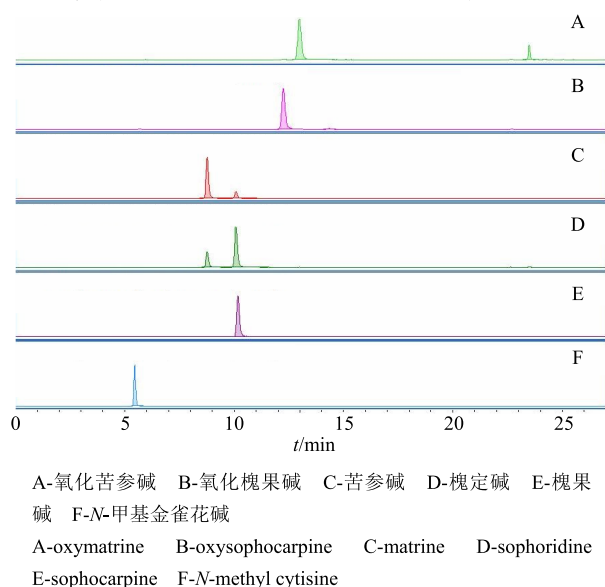 A
B
C
D
E
F
0 5 10 15 20 25
t/min
A-氧化苦参碱 B-氧化槐果碱 C-苦参碱 D-槐定碱 E-槐果
碱 F-N-甲基金雀花碱
A-oxymatrine B-oxysophocarpine C-matrine D-sophoridine
E-sophocarpine F-N-methyl cytisine